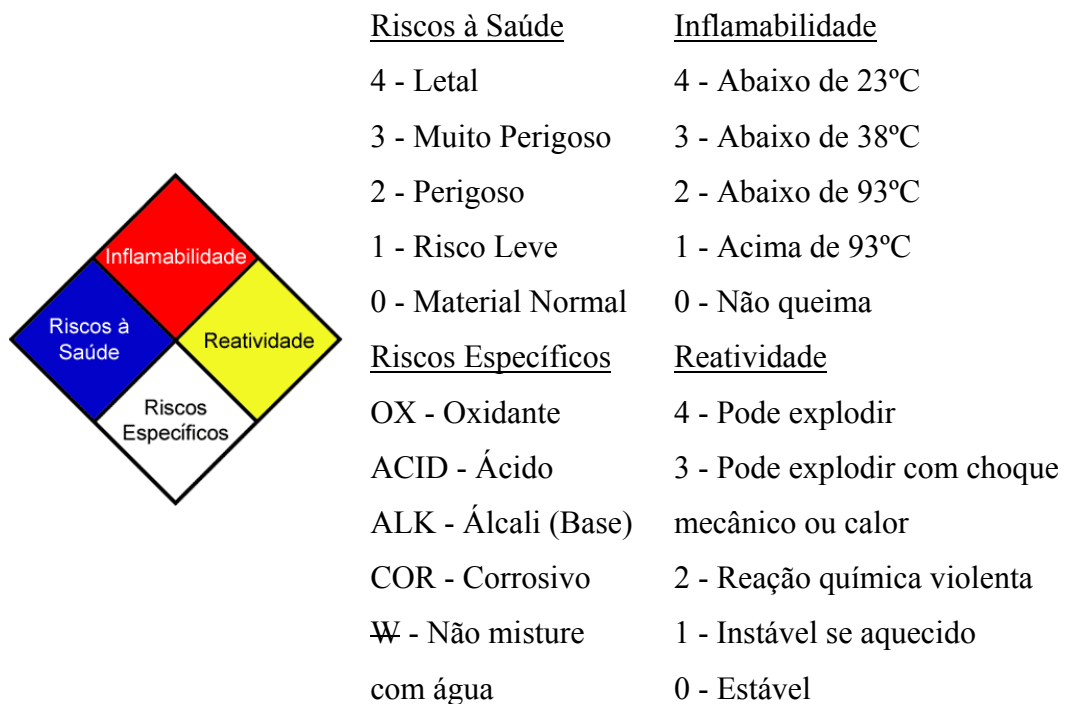 Inflamabilidade
Riscos à
Saúde
Reatividade
Riscos
Específicos
Riscos à Saúde
4 - Letal
3 - Muito Perigoso
2 - Perigoso
1 - Risco Leve
0 - Material Normal
Riscos Específicos
OX - Oxidante
ACID - Ácido
ALK - Álcali (Base)
COR - Corrosivo
W - Não misture
com água
Inflamabilidade
4 - Abaixo de 23ºC
3 - Abaixo de 38ºC
2 - Abaixo de 93ºC
1 - Acima de 93ºC
0 - Não queima
Reatividade
4 - Pode explodir
3 - Pode explodir com choque
mecânico ou calor
2 - Reação química violenta
1 - Instável se aquecido
0 - Estável